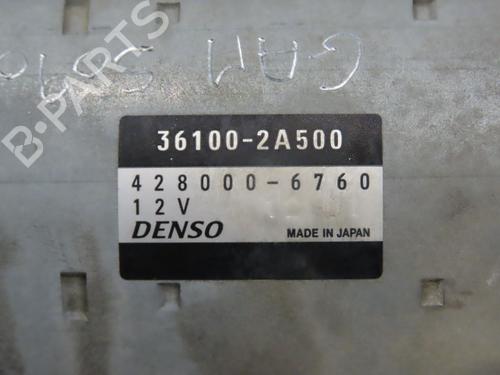 B-PARTS
36100-2A500
428000-6760
12V
DENSO MADE IN JAPAN